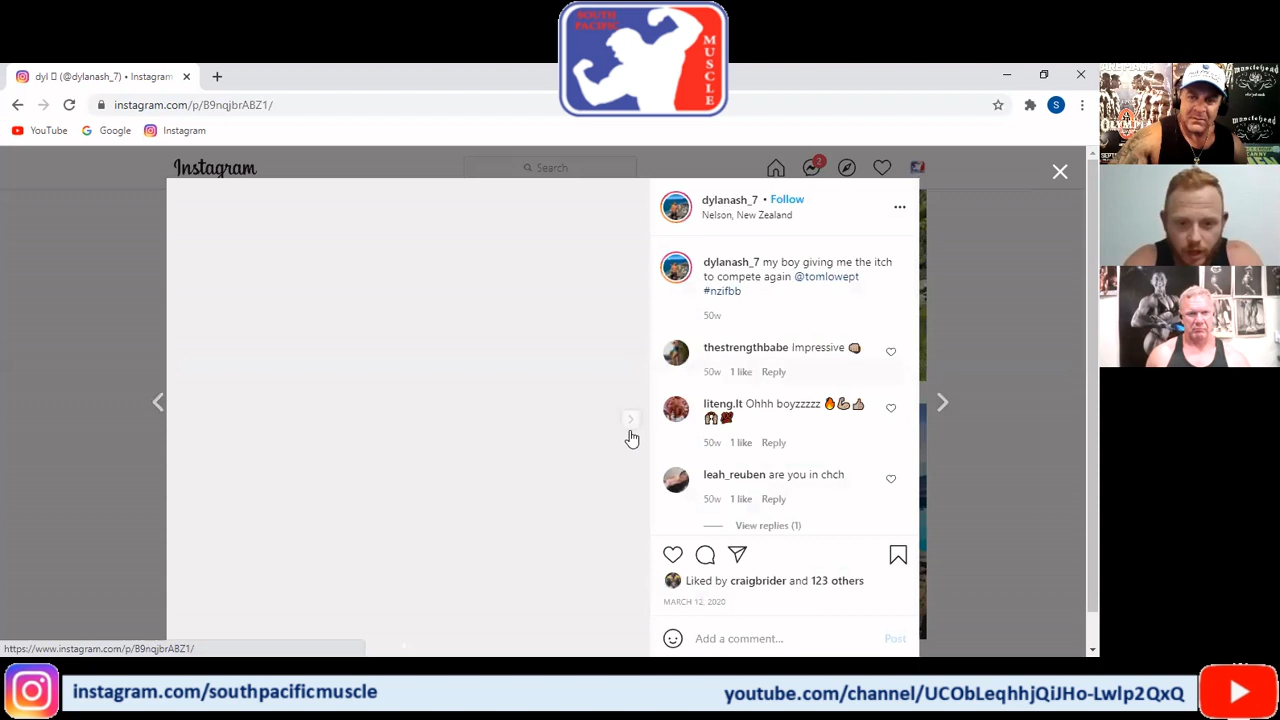 SOUTH
PACIFIC
MUSCLE
dyl (@dylanash_7) • Instagram
instagram.com/p/B9nqjbrABZ1/
S
YouTube
Google
Instagram
Instagram
Search
2
dylanash_7 • Follow
Nelson, New Zealand
dylanash_7 my boy giving me the itch
to compete again @tomlowept
#nzifbb
50w
thestrengthbabe Impressive 👊🏼
50w 1 like Reply
liteng.lt Ohhh boyzzzzz 🔥💪🏼👍🏼
🙌🏼💯
50w 1 like Reply
leah_reuben are you in chch
50w 1 like Reply
View replies (1)
Liked by craigbrider and 123 others
MARCH 12, 2020
Add a comment...
Post
https://www.instagram.com/p/B9nqjbrABZ1/
OLYMPIA
musclehead
instagram.com/southpacificmuscle
youtube.com/channel/UCObLeqhhjQiJHo-Lwlp2QxQ